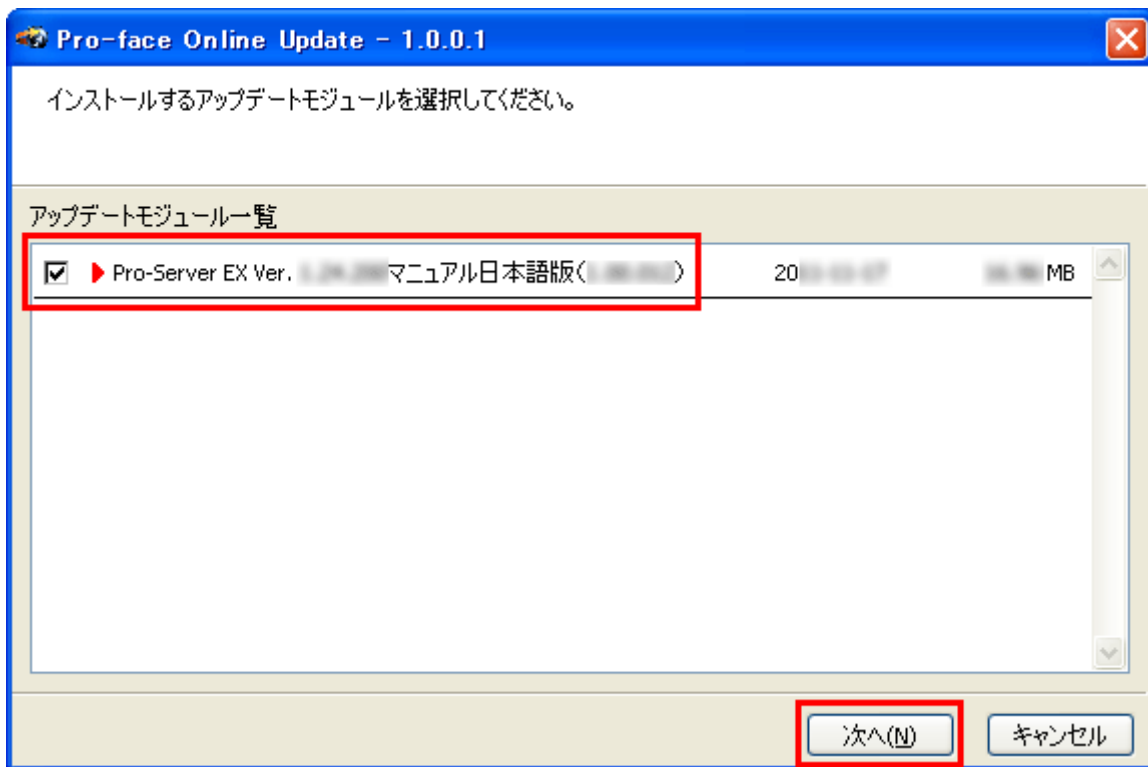 Pro-face Online Update - 1.0.0.1
インストールするアップデートモジュールを選択してください。
アップデートモジュール一覧
Pro-Server EX Ver. マニュアル日本語版( ) 20 MB
次へ(N) キャンセル